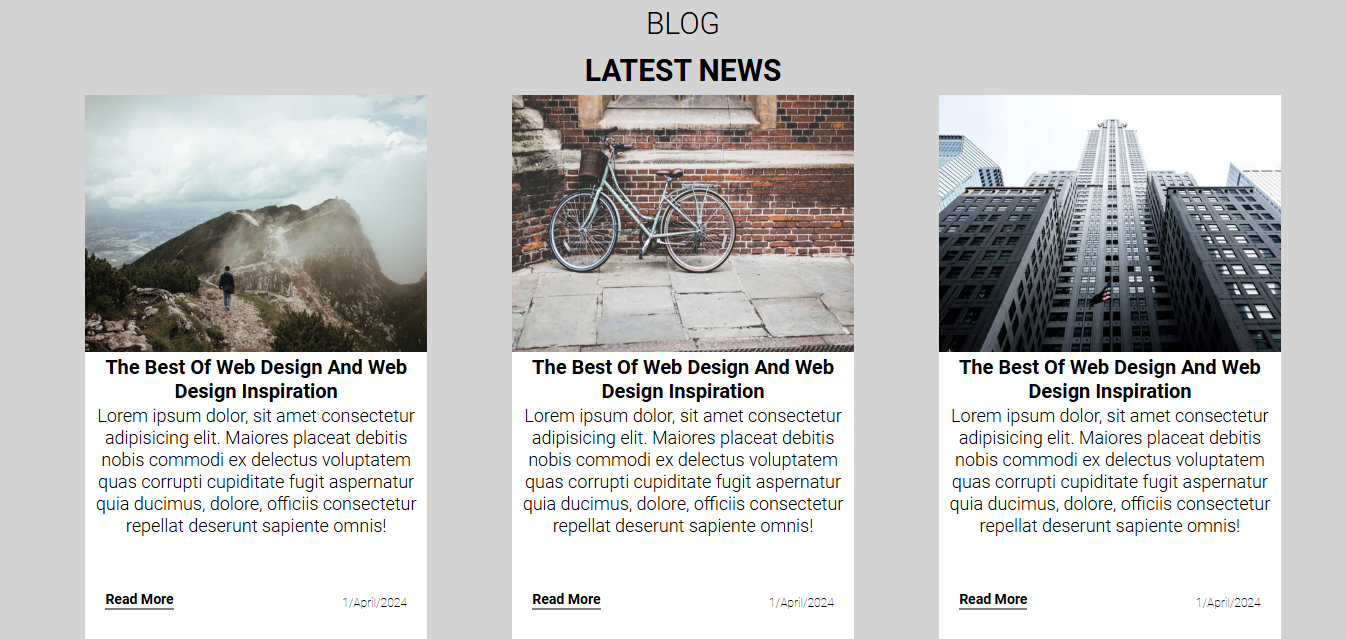 BLOG
LATEST NEWS
The Best Of Web Design And Web
Design Inspiration
Lorem ipsum dolor, sit amet consectetur
adipisicing elit. Maiores placeat debitis
nobis commodi ex delectus voluptatem
quas corrupti cupiditate fugit aspernatur
quia ducimus, dolore, officiis consectetur
repellat deserunt sapiente omnis!
Read More
1/April/2024
The Best Of Web Design And Web
Design Inspiration
Lorem ipsum dolor, sit amet consectetur
adipisicing elit. Maiores placeat debitis
nobis commodi ex delectus voluptatem
quas corrupti cupiditate fugit aspernatur
quia ducimus, dolore, officiis consectetur
repellat deserunt sapiente omnis!
Read More
1/April/2024
The Best Of Web Design And Web
Design Inspiration
Lorem ipsum dolor, sit amet consectetur
adipisicing elit. Maiores placeat debitis
nobis commodi ex delectus voluptatem
quas corrupti cupiditate fugit aspernatur
quia ducimus, dolore, officiis consectetur
repellat deserunt sapiente omnis!
Read More
1/April/2024